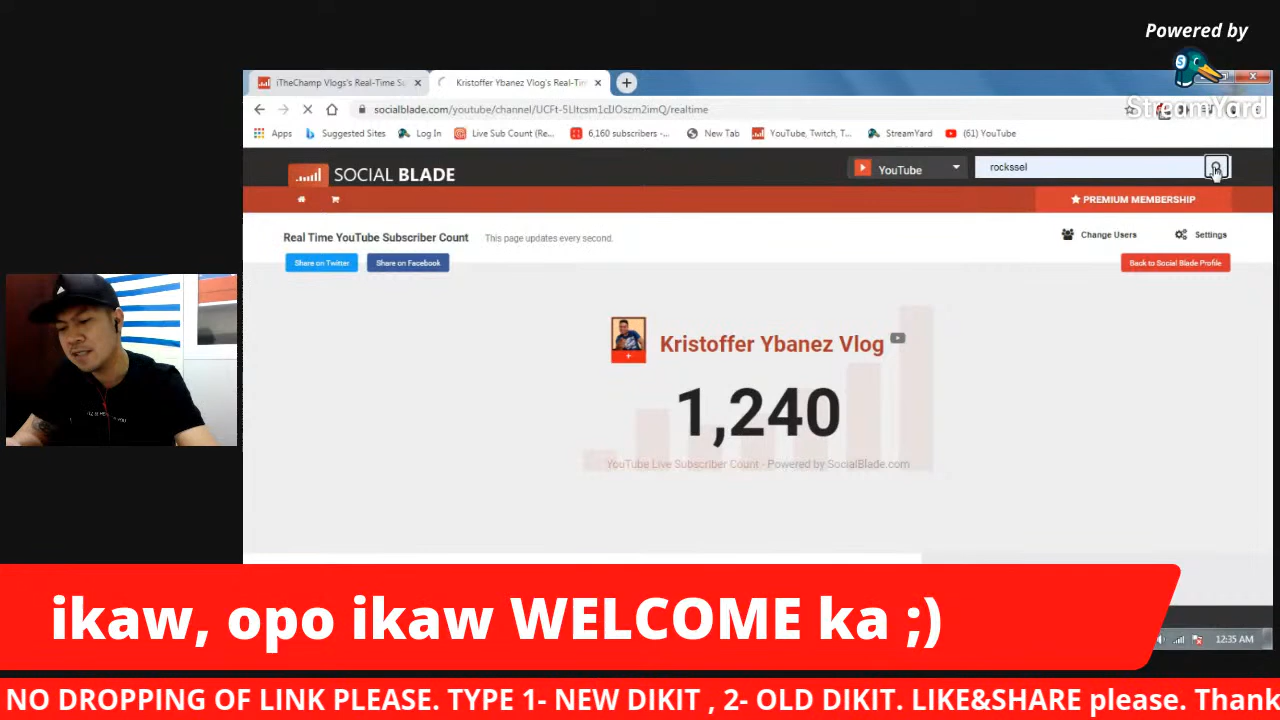 Powered by
StreamYard
iTheChamp Vlogs's Real-Time Su
Kristoffer Ybanez Vlog's Real-Tim
socialblade.com/youtube/channel/UCFt-5Utcsm1cIJOszm2imQ/realtime
Apps
Suggested Sites
Log In
Live Sub Count (Re...
6,160 subscribers -...
New Tab
YouTube, Twitch, T...
StreamYard
(61) YouTube
SOCIAL BLADE
YouTube
rockssel
PREMIUM MEMBERSHIP
Real Time YouTube Subscriber Count
This page updates every second.
Change Users
Settings
Share on Twitter
Share on Facebook
Back to Social Blade Profile
Kristoffer Ybanez Vlog
1,240
YouTube Live Subscriber Count - Powered by SocialBlade.com
12:35 AM
ikaw, opo ikaw WELCOME ka ;)
NO DROPPING OF LINK PLEASE. TYPE 1- NEW DIKIT , 2- OLD DIKIT. LIKE&SHARE please. Thank